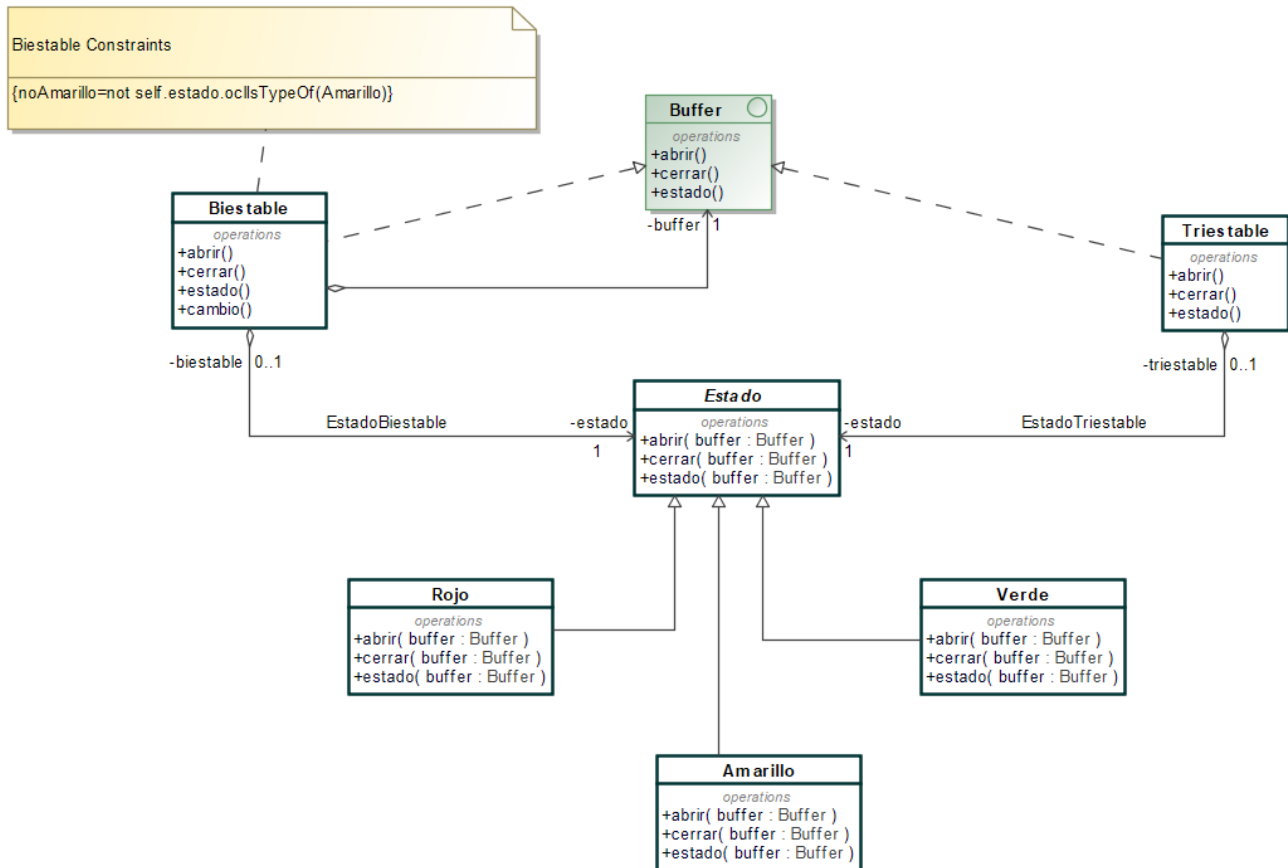 Biestable Constraints
{noAmarillo=not self.estado.oclIsTypeOf(Amarillo)}
Buffer
operations
+abrir()
+cerrar()
+estado()
-buffer 1
Biestable
operations
+abrir()
+cerrar()
+estado()
+cambio()
Triestable
operations
+abrir()
+cerrar()
+estado()
-biestable 0..1
-triestable 0..1
EstadoBiestable
-estado
1
Estado
operations
+abrir( buffer : Buffer )
+cerrar( buffer : Buffer )
+estado( buffer : Buffer )
-estado
1
EstadoTriestable
Rojo
operations
+abrir( buffer : Buffer )
+cerrar( buffer : Buffer )
+estado( buffer : Buffer )
Verde
operations
+abrir( buffer : Buffer )
+cerrar( buffer : Buffer )
+estado( buffer : Buffer )
Amarillo
operations
+abrir( buffer : Buffer )
+cerrar( buffer : Buffer )
+estado( buffer : Buffer )